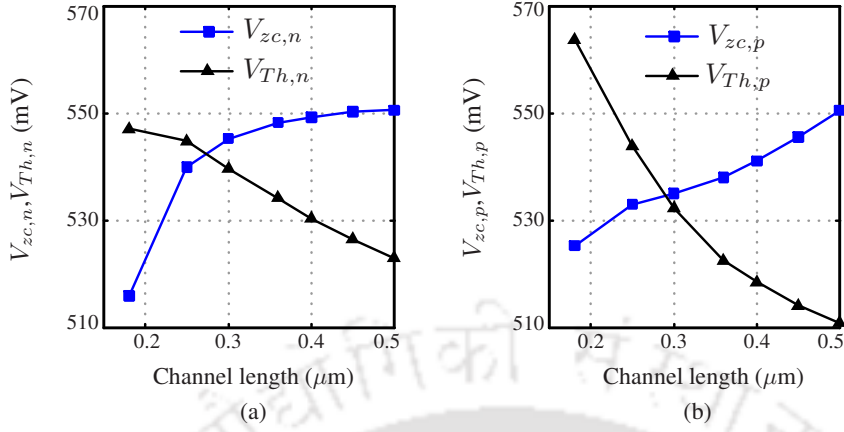 570
550
530
510
V_{zc,n}, V_{Th,n} (mV)
V_{zc,n}
V_{Th,n}
0.2 0.3 0.4 0.5
Channel length (μm)
(a)
570
550
530
510
V_{zc,p}, V_{Th,p} (mV)
V_{zc,p}
V_{Th,p}
0.2 0.3 0.4 0.5
Channel length (μm)
(b)